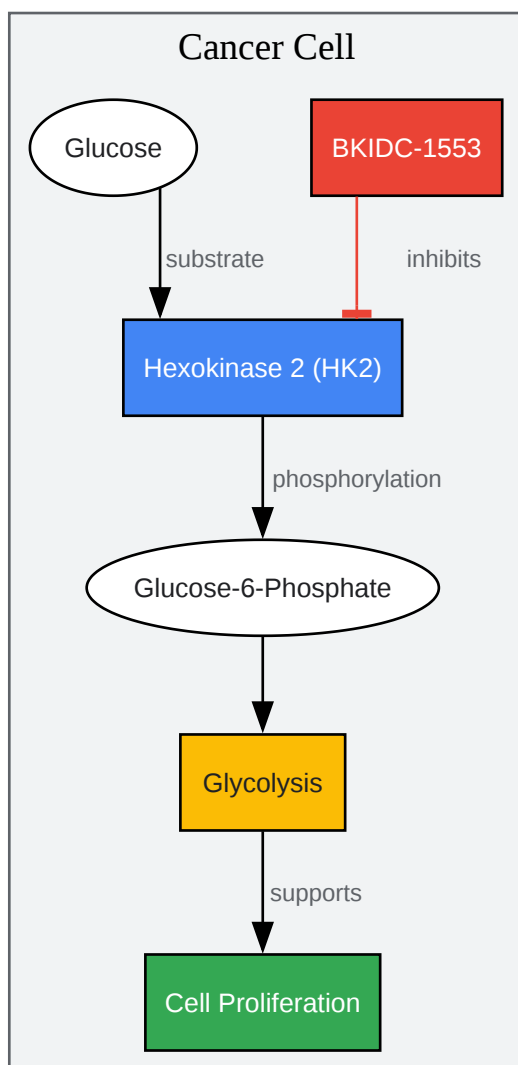 Cancer Cell
Glucose
BKIDC-1553
substrate
inhibits
Hexokinase 2 (HK2)
phosphorylation
Glucose-6-Phosphate
Glycolysis
supports
Cell Proliferation